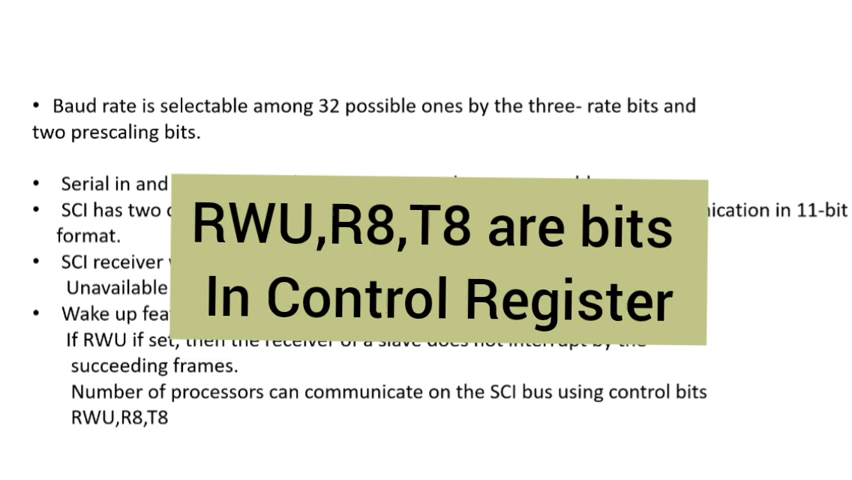 • Baud rate is selectable among 32 possible ones by the three- rate bits and
two prescaling bits.
• Serial in and
• SCI has two nication in 11-bit
format.
• SCI receiver
Unavailable
• Wake up
RWU,R8,T8 are bits
In Control Register
If RWU if set, then the receiver of a slave does not interrupt by the
succeeding frames.
Number of processors can communicate on the SCI bus using control bits
RWU,R8,T8